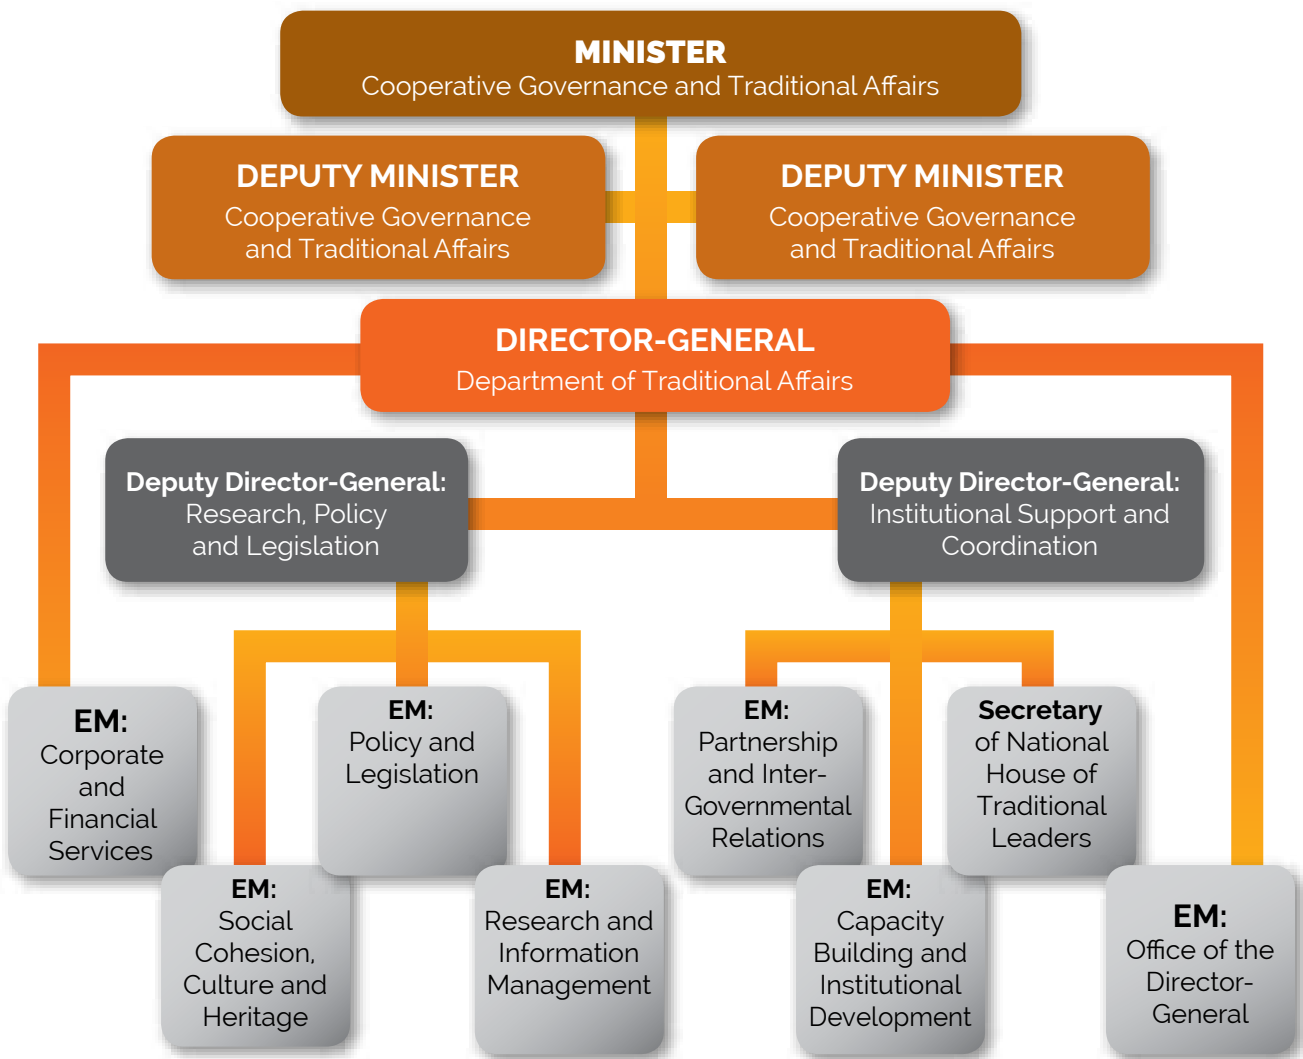 MINISTER
Cooperative Governance and Traditional Affairs
DEPUTY MINISTER
Cooperative Governance
and Traditional Affairs
DEPUTY MINISTER
Cooperative Governance
and Traditional Affairs
DIRECTOR-GENERAL
Department of Traditional Affairs
Deputy Director-General:
Research, Policy
and Legislation
Deputy Director-General:
Institutional Support and
Coordination
EM:
Corporate
and
Financial
Services
EM:
Social
Cohesion,
Culture and
Heritage
EM:
Policy and
Legislation
EM:
Research and
Information
Management
EM:
Partnership
and Inter-
Governmental
Relations
EM:
Capacity
Building and
Institutional
Development
Secretary
of National
House of
Traditional
Leaders
EM:
Office of the
Director-
General